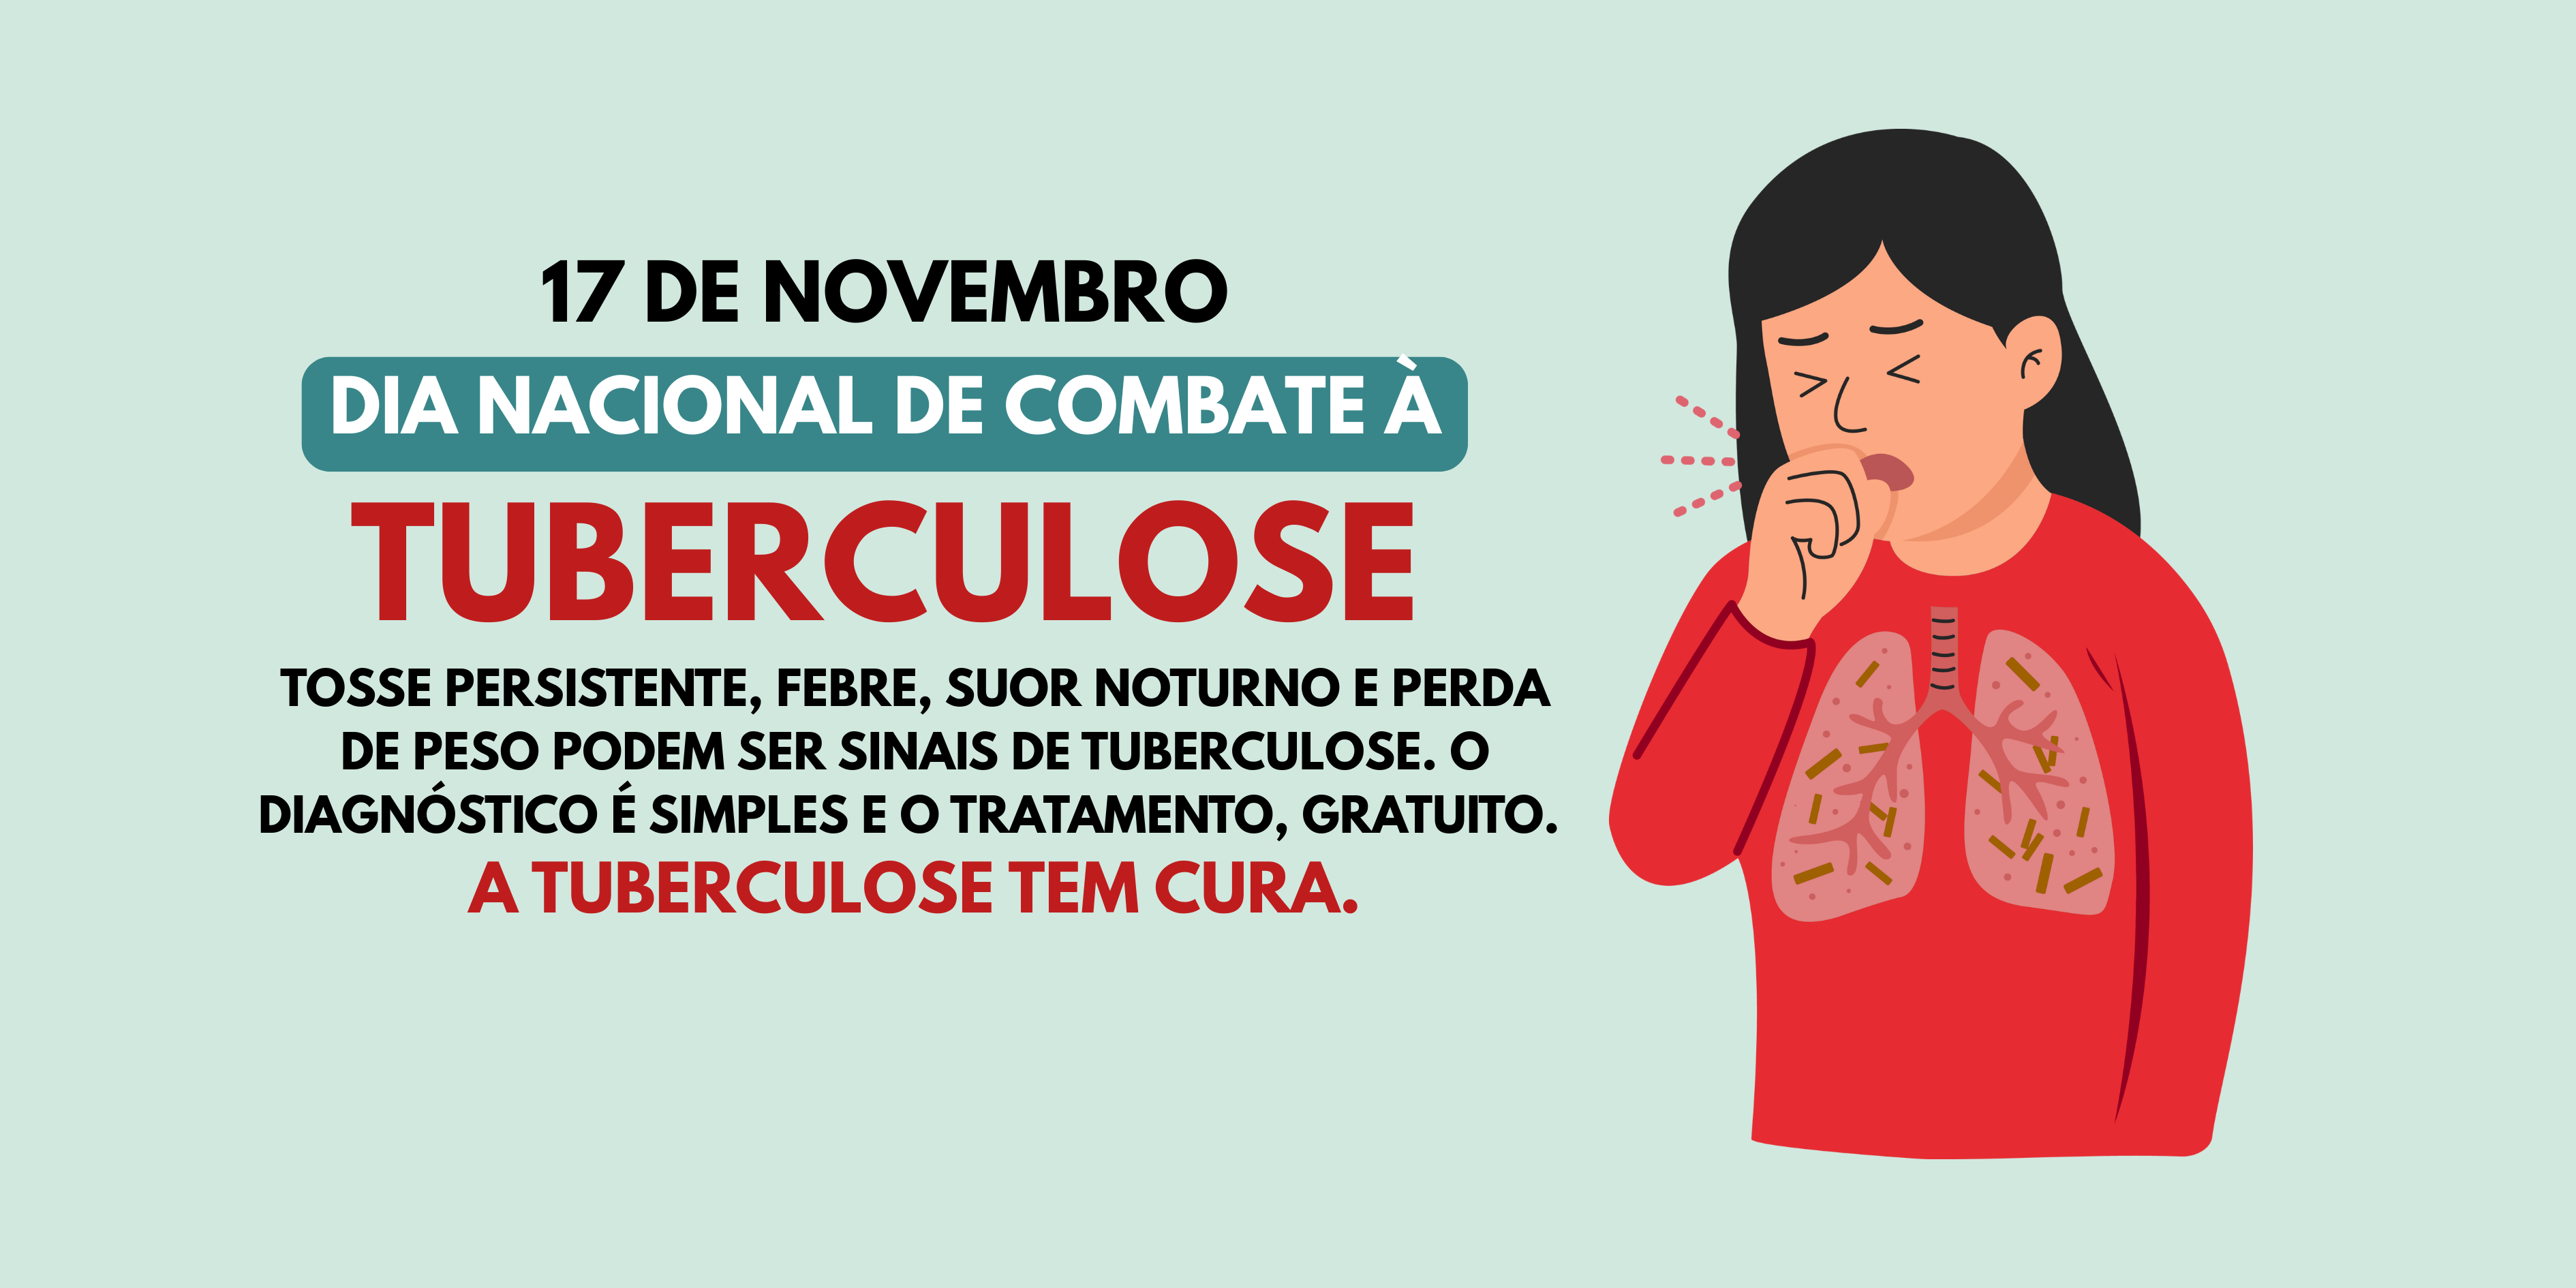 17 DE NOVEMBRO
DIA NACIONAL DE COMBATE À
TUBERCULOSE
TOSSE PERSISTENTE, FEBRE, SUOR NOTURNO E PERDA
DE PESO PODEM SER SINAIS DE TUBERCULOSE. O
DIAGNÓSTICO É SIMPLES E O TRATAMENTO, GRATUITO.
A TUBERCULOSE TEM CURA.